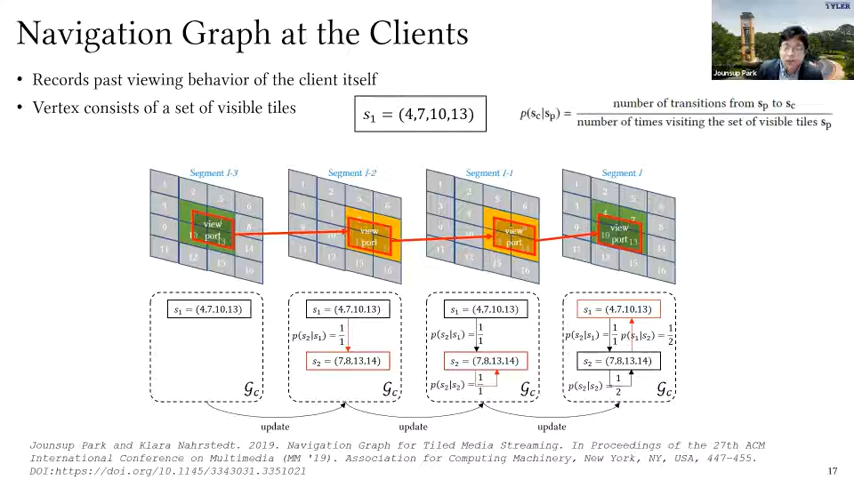 Navigation Graph at the Clients
TYLER
Jounsup Park
• Records past viewing behavior of the client itself
• Vertex consists of a set of visible tiles
s₁ = (4,7,10,13)
p(s_c|s_p) = number of transitions from s_p to s_c / number of times visiting the set of visible tiles s_p
Segment I-3
Segment I-2
Segment I-1
Segment I
view port
view port
view port
view port
s₁ = (4,7,10,13)
𝒢_c
s₁ = (4,7,10,13)
p(s₂|s₁) = 1/1
s₂ = (7,8,13,14)
𝒢_c
s₁ = (4,7,10,13)
p(s₂|s₁) = 1/1
s₂ = (7,8,13,14)
p(s₂|s₂) = 1/1
𝒢_c
s₁ = (4,7,10,13)
p(s₂|s₁) = 1/1 p(s₁|s₂) = 1/2
s₂ = (7,8,13,14)
p(s₂|s₂) = 1/2
𝒢_c
update
update
update
Jounsup Park and Klara Nahrstedt. 2019. Navigation Graph for Tiled Media Streaming. In Proceedings of the 27th ACM
International Conference on Multimedia (MM '19). Association for Computing Machinery, New York, NY, USA, 447–455.
DOI:https://doi.org/10.1145/3343031.3351021
17